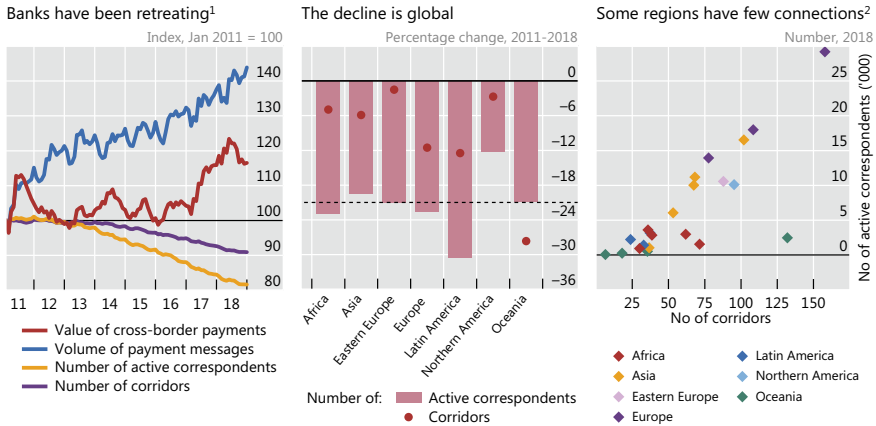 Banks have been retreating¹
Index, Jan 2011 = 100
140
130
120
110
100
90
80
11 12 13 14 15 16 17 18
Value of cross-border payments
Volume of payment messages
Number of active correspondents
Number of corridors
The decline is global
Percentage change, 2011-2018
0
−6
−12
−18
−24
−30
−36
Africa
Asia
Eastern Europe
Europe
Latin America
Northern America
Oceania
Number of:
Active correspondents
Corridors
Some regions have few connections²
Number, 2018
25
20
15
10
5
0
No of active correspondents ('000)
25 50 75 100 125 150
No of corridors
Africa
Asia
Eastern Europe
Europe
Latin America
Northern America
Oceania